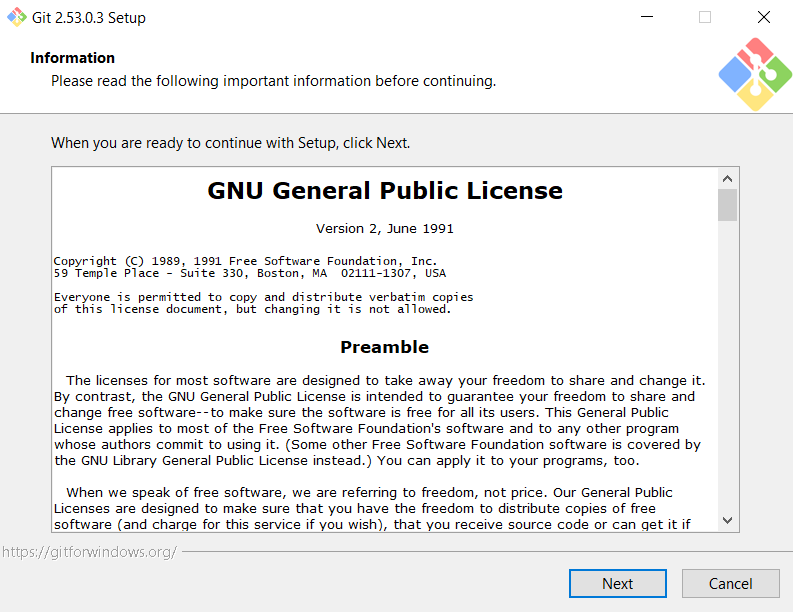 Git 2.53.0.3 Setup
Information
Please read the following important information before continuing.
When you are ready to continue with Setup, click Next.
GNU General Public License
Version 2, June 1991
Copyright (C) 1989, 1991 Free Software Foundation, Inc.
59 Temple Place - Suite 330, Boston, MA  02111-1307, USA
Everyone is permitted to copy and distribute verbatim copies
of this license document, but changing it is not allowed.
Preamble
The licenses for most software are designed to take away your freedom to share and change it.
By contrast, the GNU General Public License is intended to guarantee your freedom to share and
change free software--to make sure the software is free for all its users. This General Public
License applies to most of the Free Software Foundation's software and to any other program
whose authors commit to using it. (Some other Free Software Foundation software is covered by
the GNU Library General Public License instead.) You can apply it to your programs, too.
When we speak of free software, we are referring to freedom, not price. Our General Public
Licenses are designed to make sure that you have the freedom to distribute copies of free
software (and charge for this service if you wish), that you receive source code or can get it if
https://gitforwindows.org/
Next
Cancel